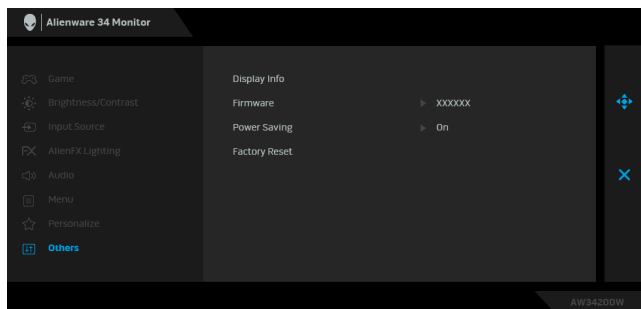 Alienware 34 Monitor
Game
Brightness/Contrast
Input Source
AlienFX Lighting
Audio
Menu
Personalize
Others
Display Info
Firmware XXXXXX
Power Saving On
Factory Reset
AW3420DW